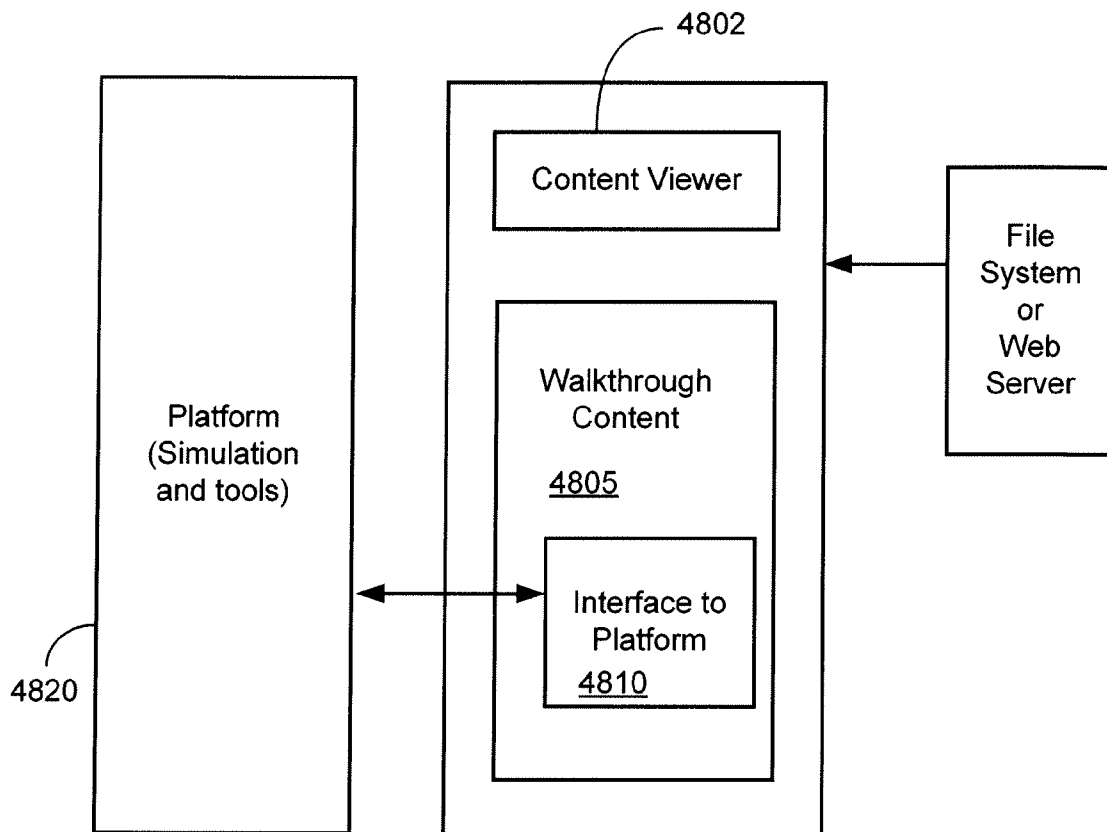 4802
Content Viewer
File
System
or
Web
Server
Walkthrough
Content
4805
Platform
(Simulation
and tools)
Interface to
Platform
4810
4820